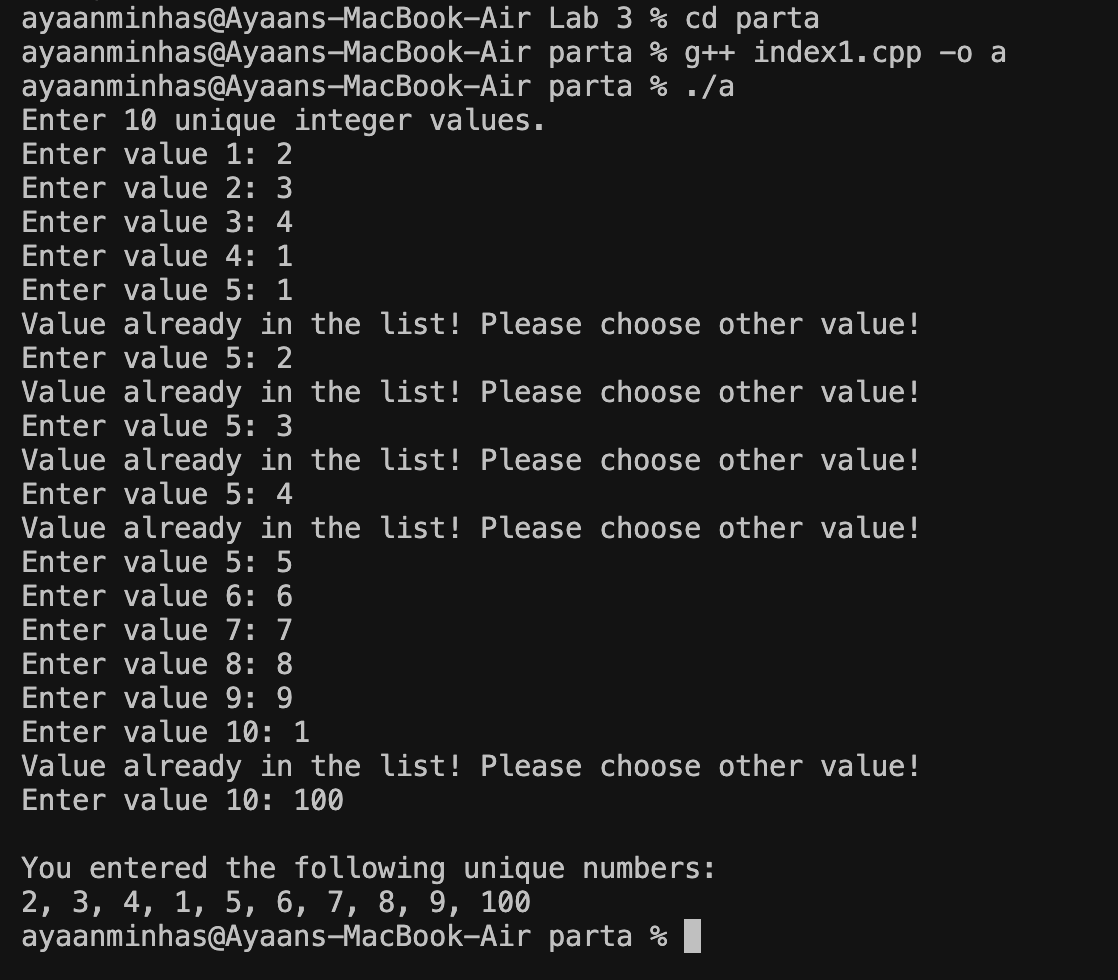 ayaanminhas@Ayaans-MacBook-Air Lab 3 % cd parta
ayaanminhas@Ayaans-MacBook-Air parta % g++ index1.cpp -o a
ayaanminhas@Ayaans-MacBook-Air parta % ./a
Enter 10 unique integer values.
Enter value 1: 2
Enter value 2: 3
Enter value 3: 4
Enter value 4: 1
Enter value 5: 1
Value already in the list! Please choose other value!
Enter value 5: 2
Value already in the list! Please choose other value!
Enter value 5: 3
Value already in the list! Please choose other value!
Enter value 5: 4
Value already in the list! Please choose other value!
Enter value 5: 5
Enter value 6: 6
Enter value 7: 7
Enter value 8: 8
Enter value 9: 9
Enter value 10: 1
Value already in the list! Please choose other value!
Enter value 10: 100

You entered the following unique numbers:
2, 3, 4, 1, 5, 6, 7, 8, 9, 100
ayaanminhas@Ayaans-MacBook-Air parta %